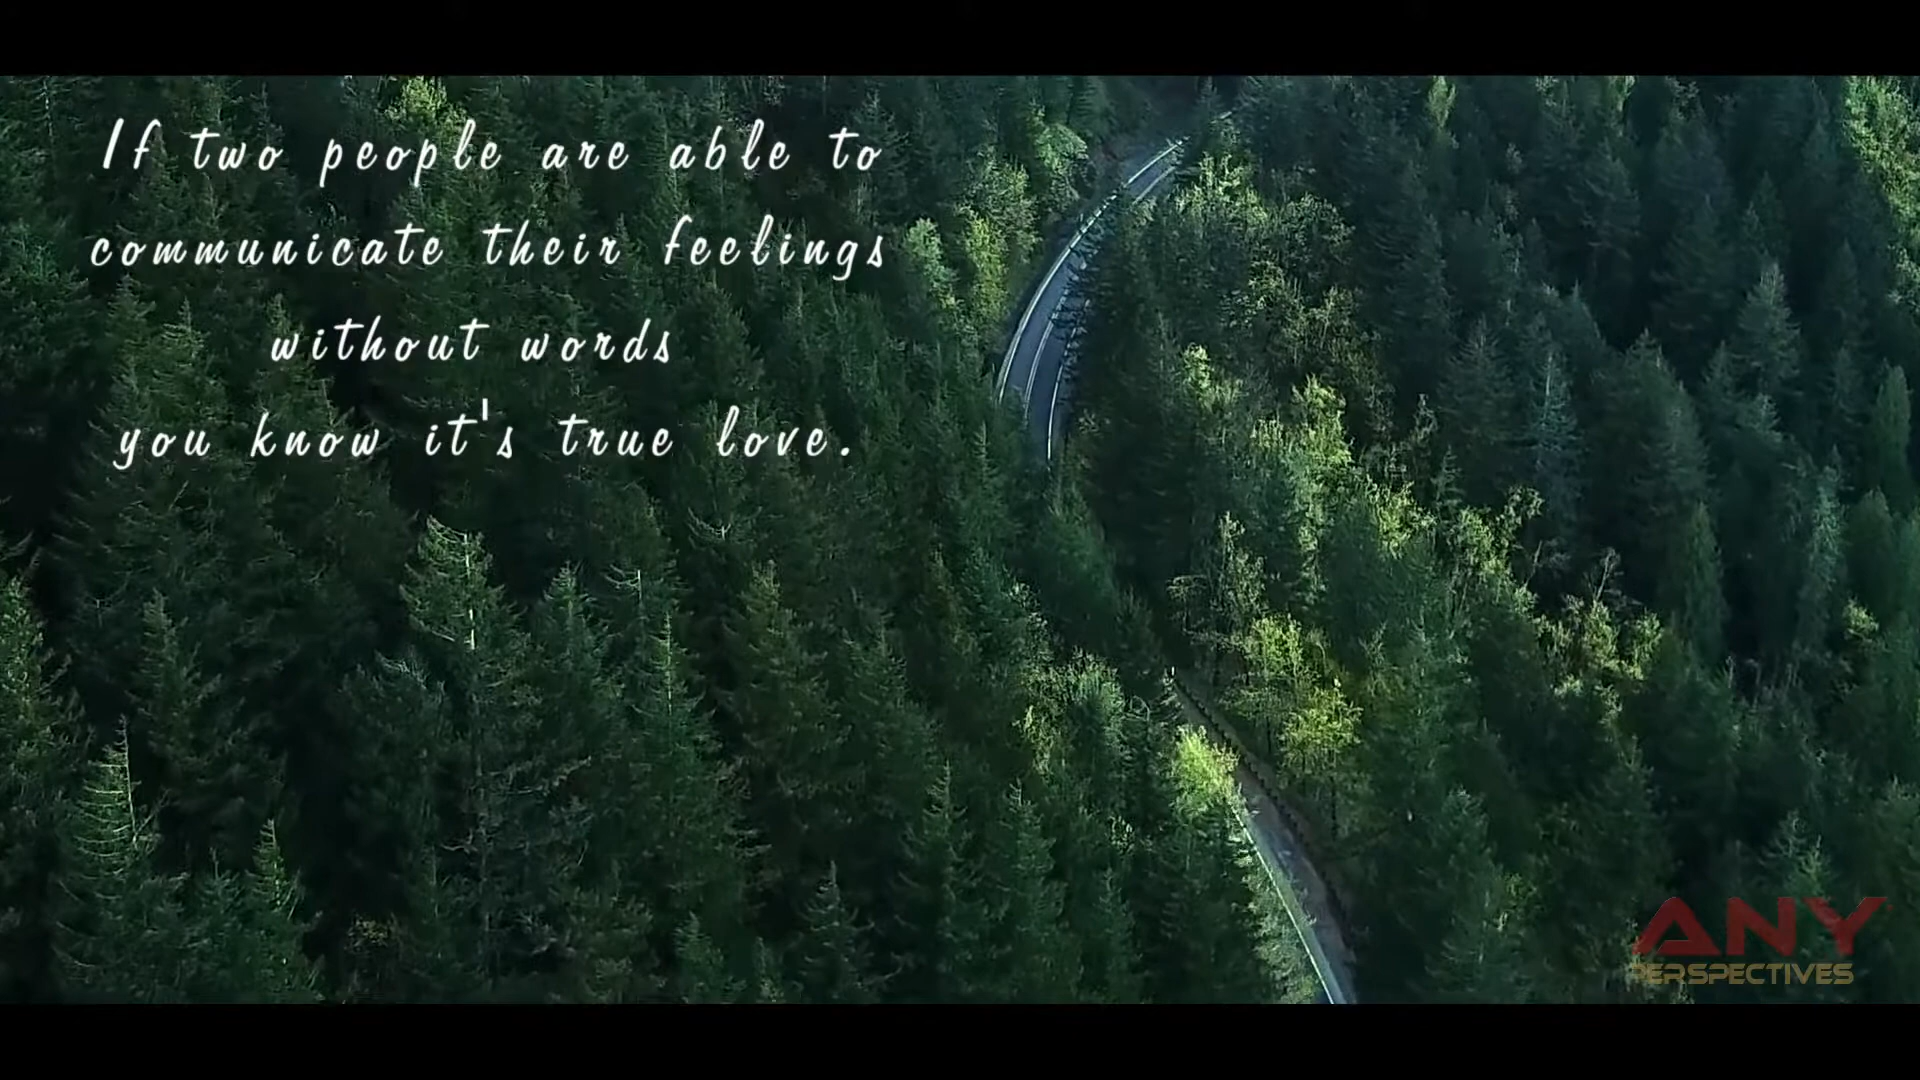 If two people are able to
communicate their feelings
without words
you know it's true love.
ANY
PERSPECTIVES